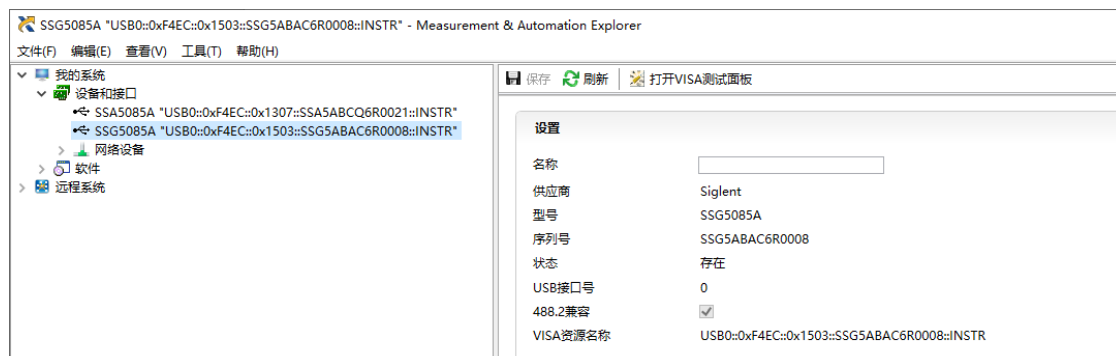 SSG5085A "USB0::0xF4EC::0x1503::SSG5ABAC6R0008::INSTR" - Measurement & Automation Explorer
文件(F) 编辑(E) 查看(V) 工具(T) 帮助(H)
我的系统
设备和接口
SSA5085A "USB0::0xF4EC::0x1307::SSA5ABCQ6R0021::INSTR"
SSG5085A "USB0::0xF4EC::0x1503::SSG5ABAC6R0008::INSTR"
网络设备
软件
远程系统
保存 刷新 打开VISA测试面板
设置
名称
供应商 Siglent
型号 SSG5085A
序列号 SSG5ABAC6R0008
状态 存在
USB接口号 0
488.2兼容
VISA资源名称 USB0::0xF4EC::0x1503::SSG5ABAC6R0008::INSTR